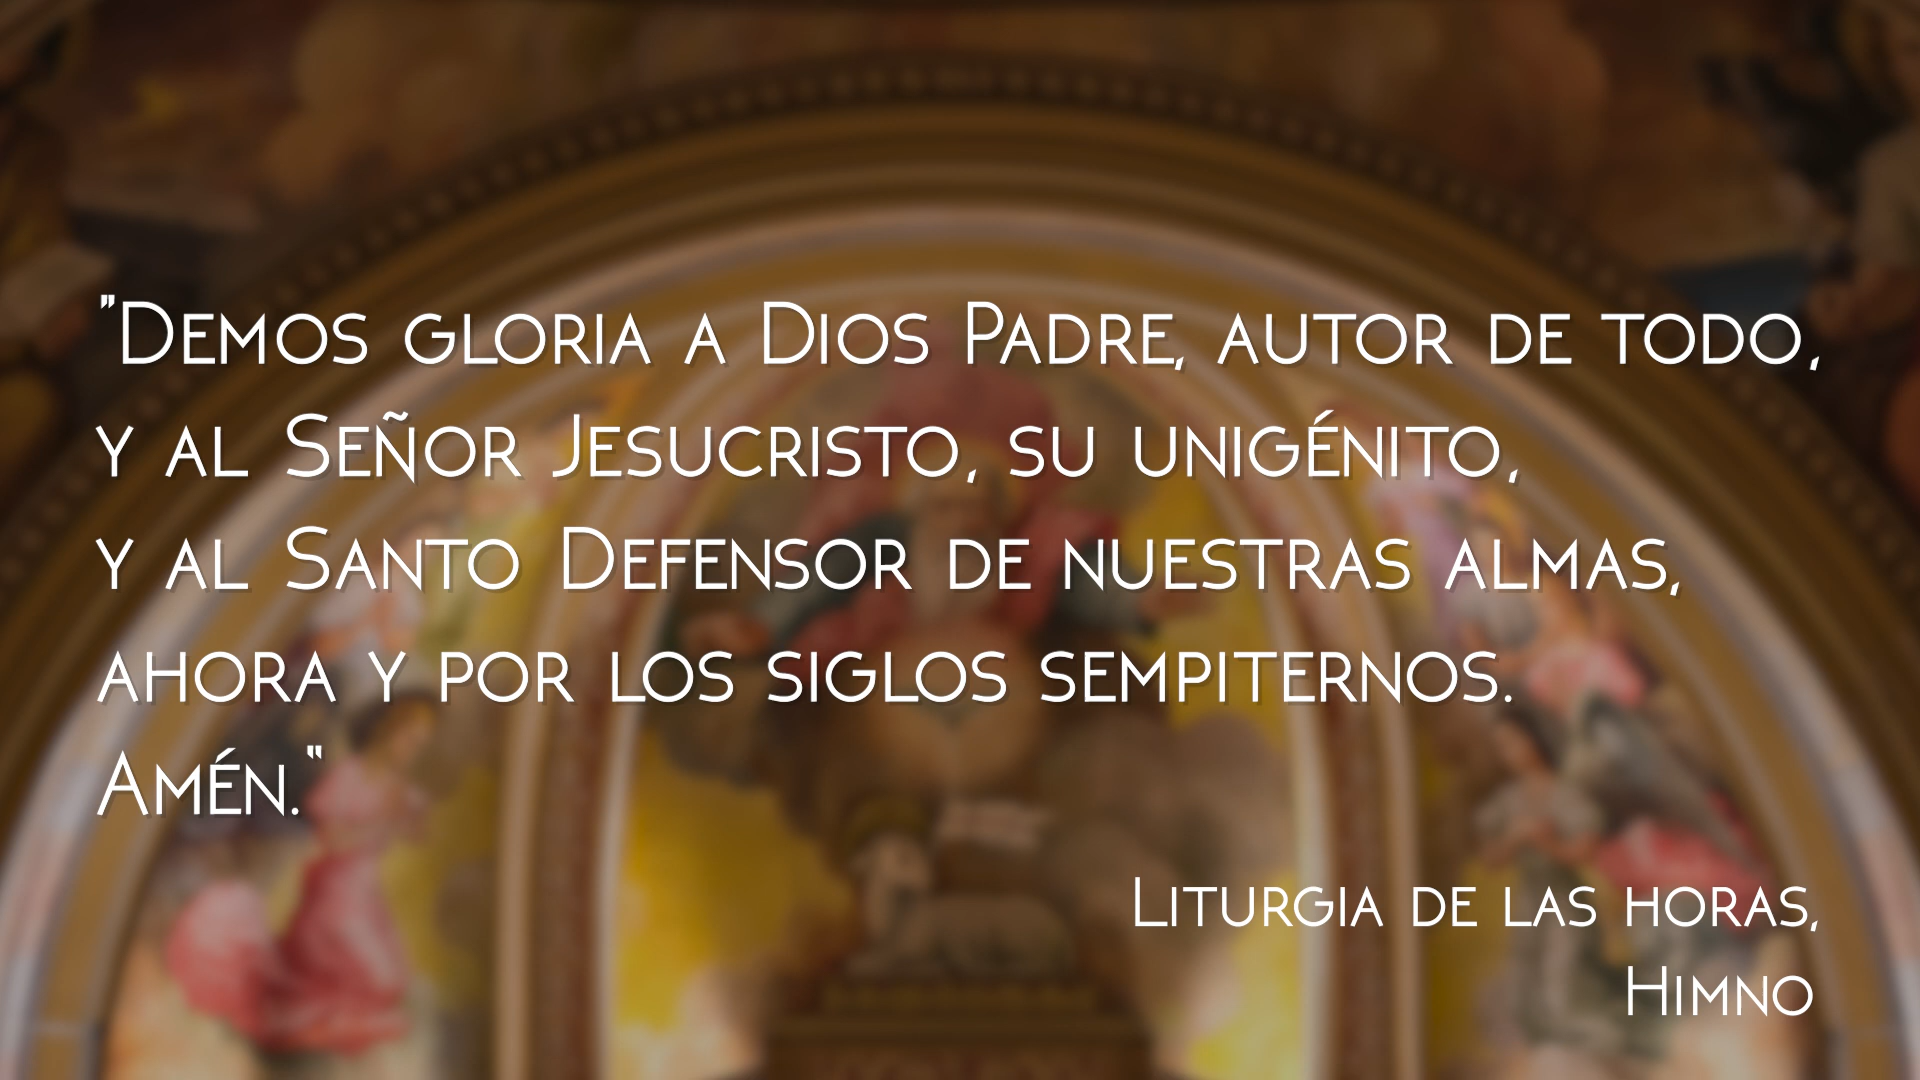 "Demos gloria a Dios Padre, autor de todo,
y al Señor Jesucristo, su unigénito,
y al Santo Defensor de nuestras almas,
ahora y por los siglos sempiternos.
Amén."
Liturgia de las horas,
Himno